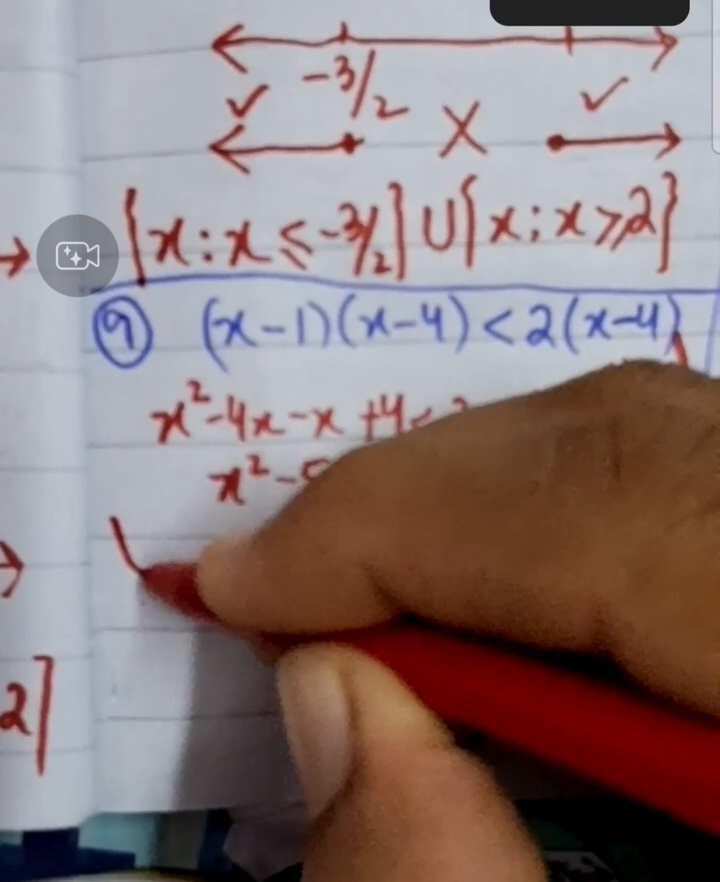 -3/2
✓ X ✓
→ {x : x ≤ -3/2} ∪ {x ; x ≥ 2}
⑨ (x-1)(x-4) < 2(x-4)
x²-4x-x+4<
x²-
2]